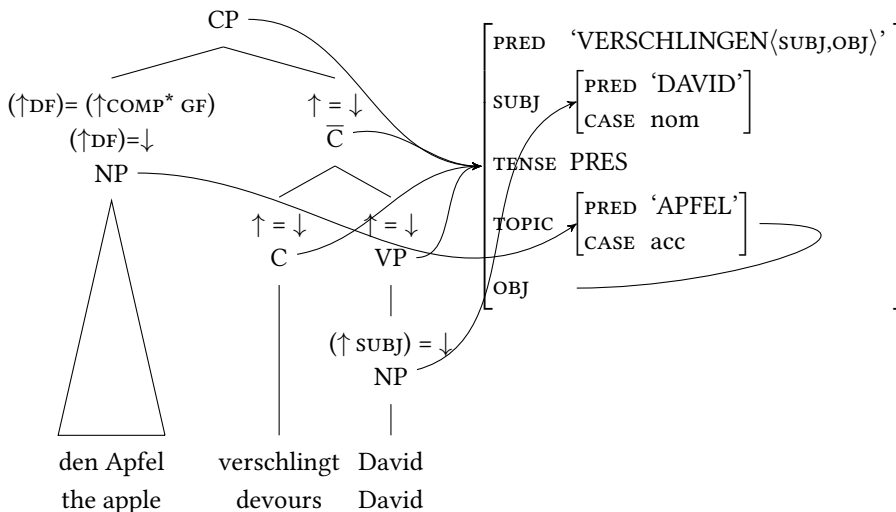 CP
PRED ‘VERSCHLINGEN⟨SUBJ,OBJ⟩’
(↑DF)= (↑COMP* GF) ↑ = ↓ SUBJ PRED ‘DAVID’
(↑DF)=↓ C̅ CASE nom
NP TENSE PRES
↑ = ↓ ↑ = ↓ TOPIC PRED ‘APFEL’
C VP CASE acc
OBJ
(↑ SUBJ) = ↓
NP
den Apfel verschlingt David
the apple devours David